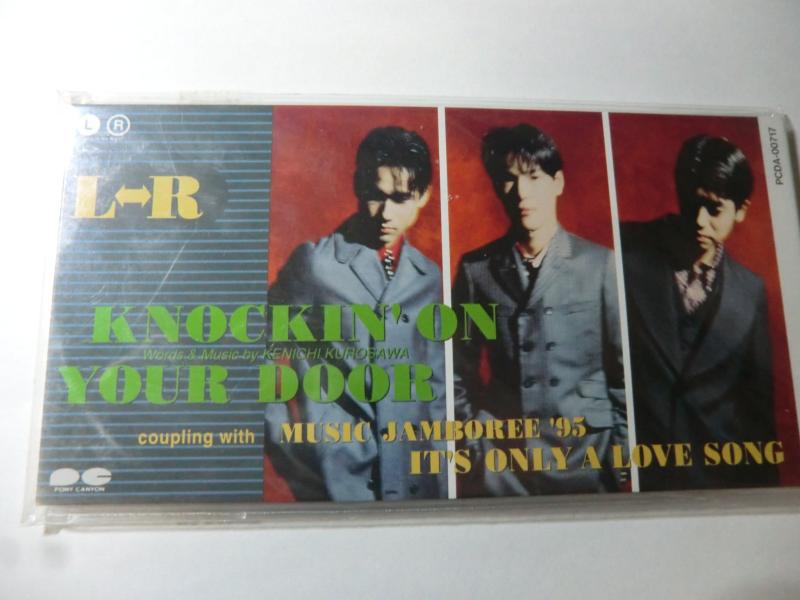 L R
L↔R
PCDA-00717
KNOCKIN' ON
Words & Music by KENICHI KUROSAWA
YOUR DOOR
coupling with MUSIC JAMBOREE '95
IT'S ONLY A LOVE SONG
PONY CANYON